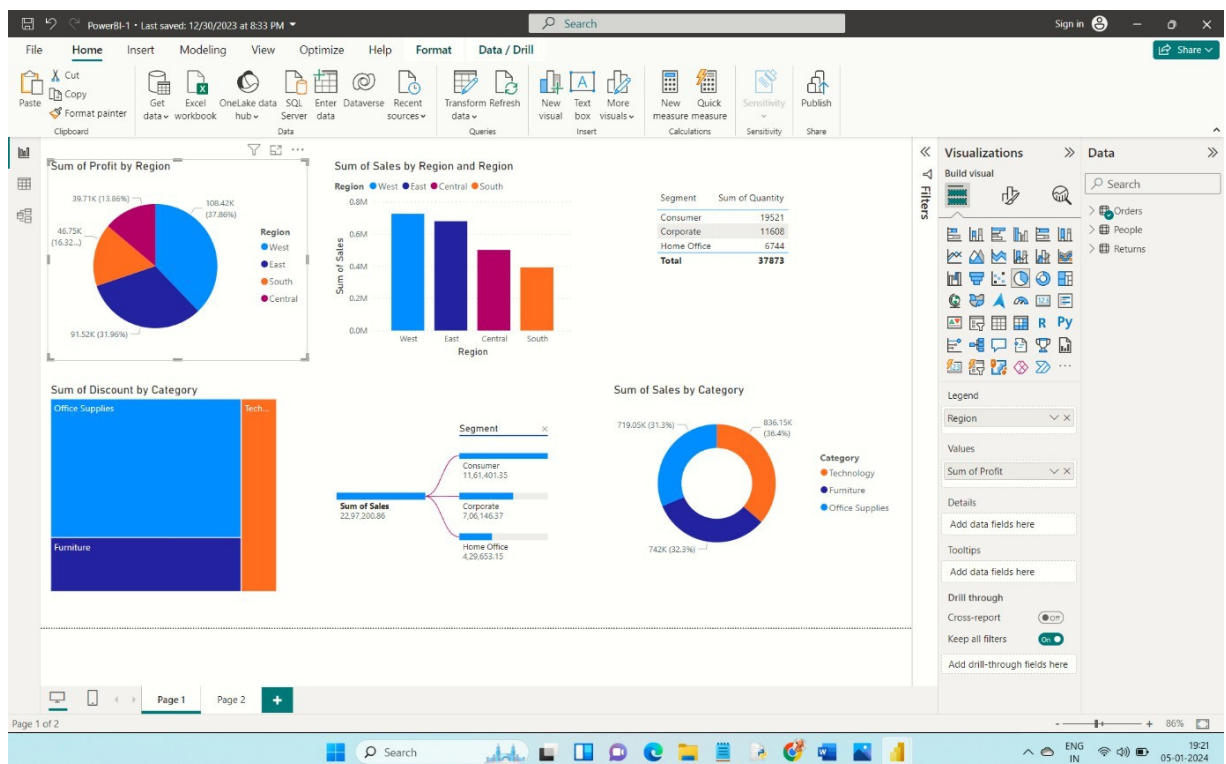 PowerBI-1 • Last saved: 12/30/2023 at 8:33 PM
Search
Sign in
File Home Insert Modeling View Optimize Help Format Data / Drill
Share
Paste
Cut
Copy
Format painter
Clipboard
Get data
Excel workbook
OneLake data hub
SQL Server
Enter data
Dataverse
Recent sources
Data
Transform data
Refresh
Queries
New visual
Text box
More visuals
Insert
New measure
Quick measure
Calculations
Sensitivity
Sensitivity
Publish
Share
Sum of Profit by Region
39.71K (13.86%)
108.42K (37.86%)
46.75K (16.32...)
91.52K (31.96%)
Region
West
East
South
Central
Sum of Sales by Region and Region
Region West East Central South
0.8M
0.6M
0.4M
0.2M
0.0M
Sum of Sales
West East Central South
Region
Segment Sum of Quantity
Consumer 19521
Corporate 11608
Home Office 6744
Total 37873
Sum of Discount by Category
Office Supplies
Tech...
Furniture
Segment
Sum of Sales
22,97,200.86
Consumer
11,61,401.35
Corporate
7,06,146.37
Home Office
4,29,653.15
Sum of Sales by Category
719.05K (31.3%)
836.15K (36.4%)
742K (32.3%)
Category
Technology
Furniture
Office Supplies
Filters
Visualizations
Build visual
R Py
123
Legend
Region
Values
Sum of Profit
Details
Add data fields here
Tooltips
Add data fields here
Drill through
Cross-report Off
Keep all filters On
Add drill-through fields here
Data
Search
Orders
People
Returns
Page 1 Page 2 +
Page 1 of 2
- + 86%
Search
ENG
IN
19:21
05-01-2024